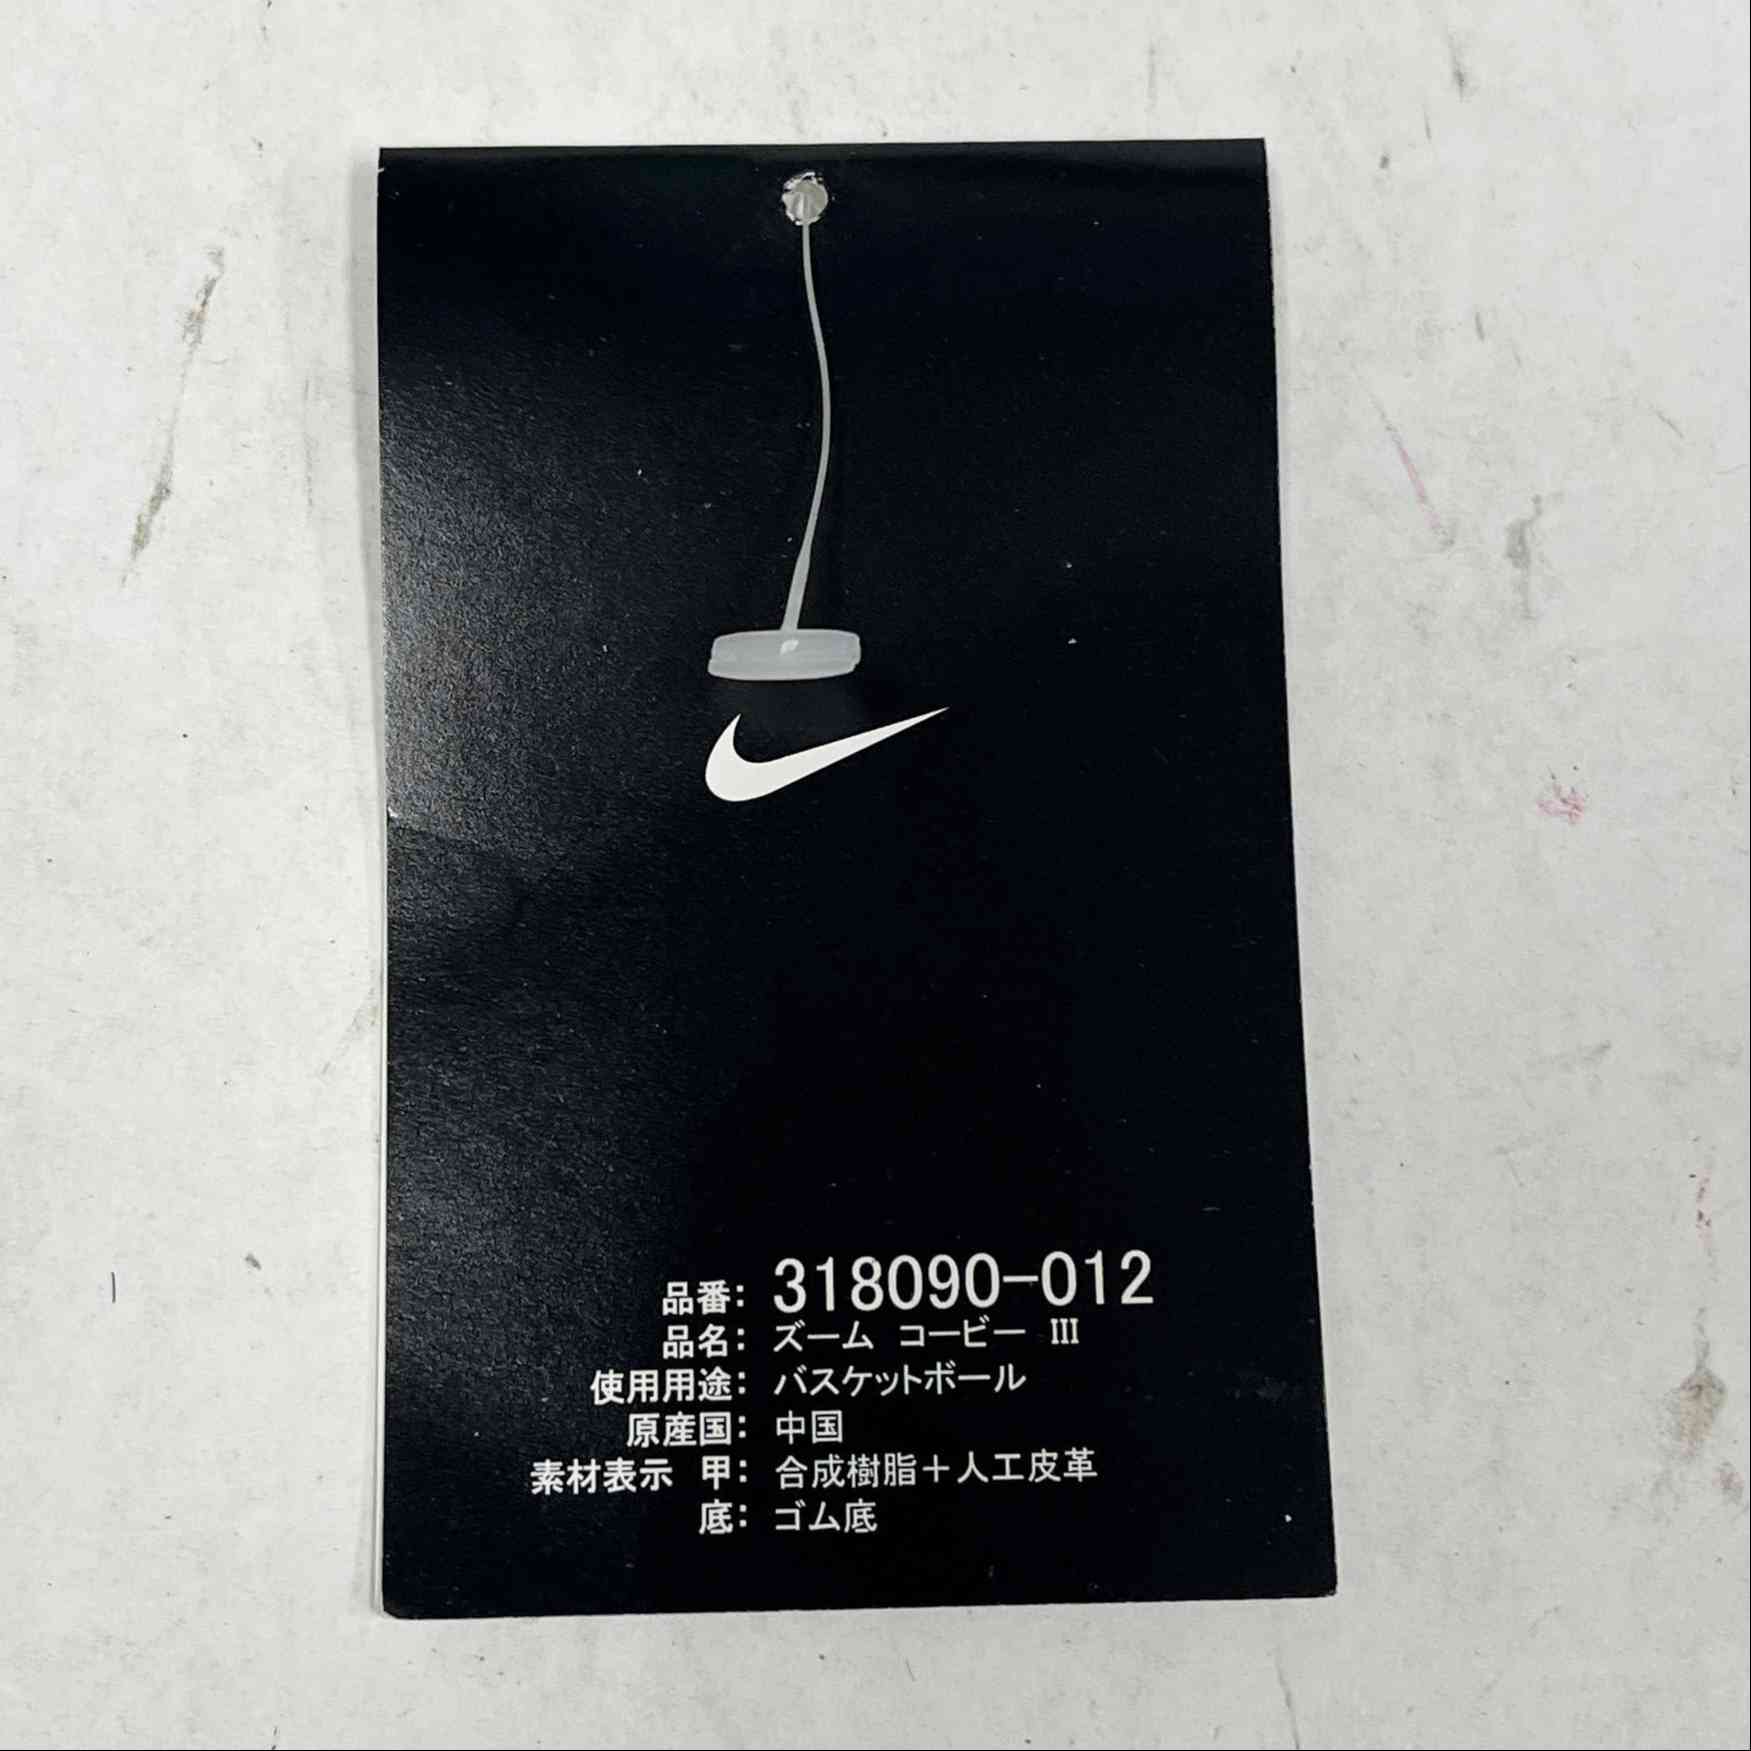 品番: 318090-012
品名: ズーム コービー III
使用用途: バスケットボール
原産国: 中国
素材表示 甲: 合成樹脂+人工皮革
底: ゴム底